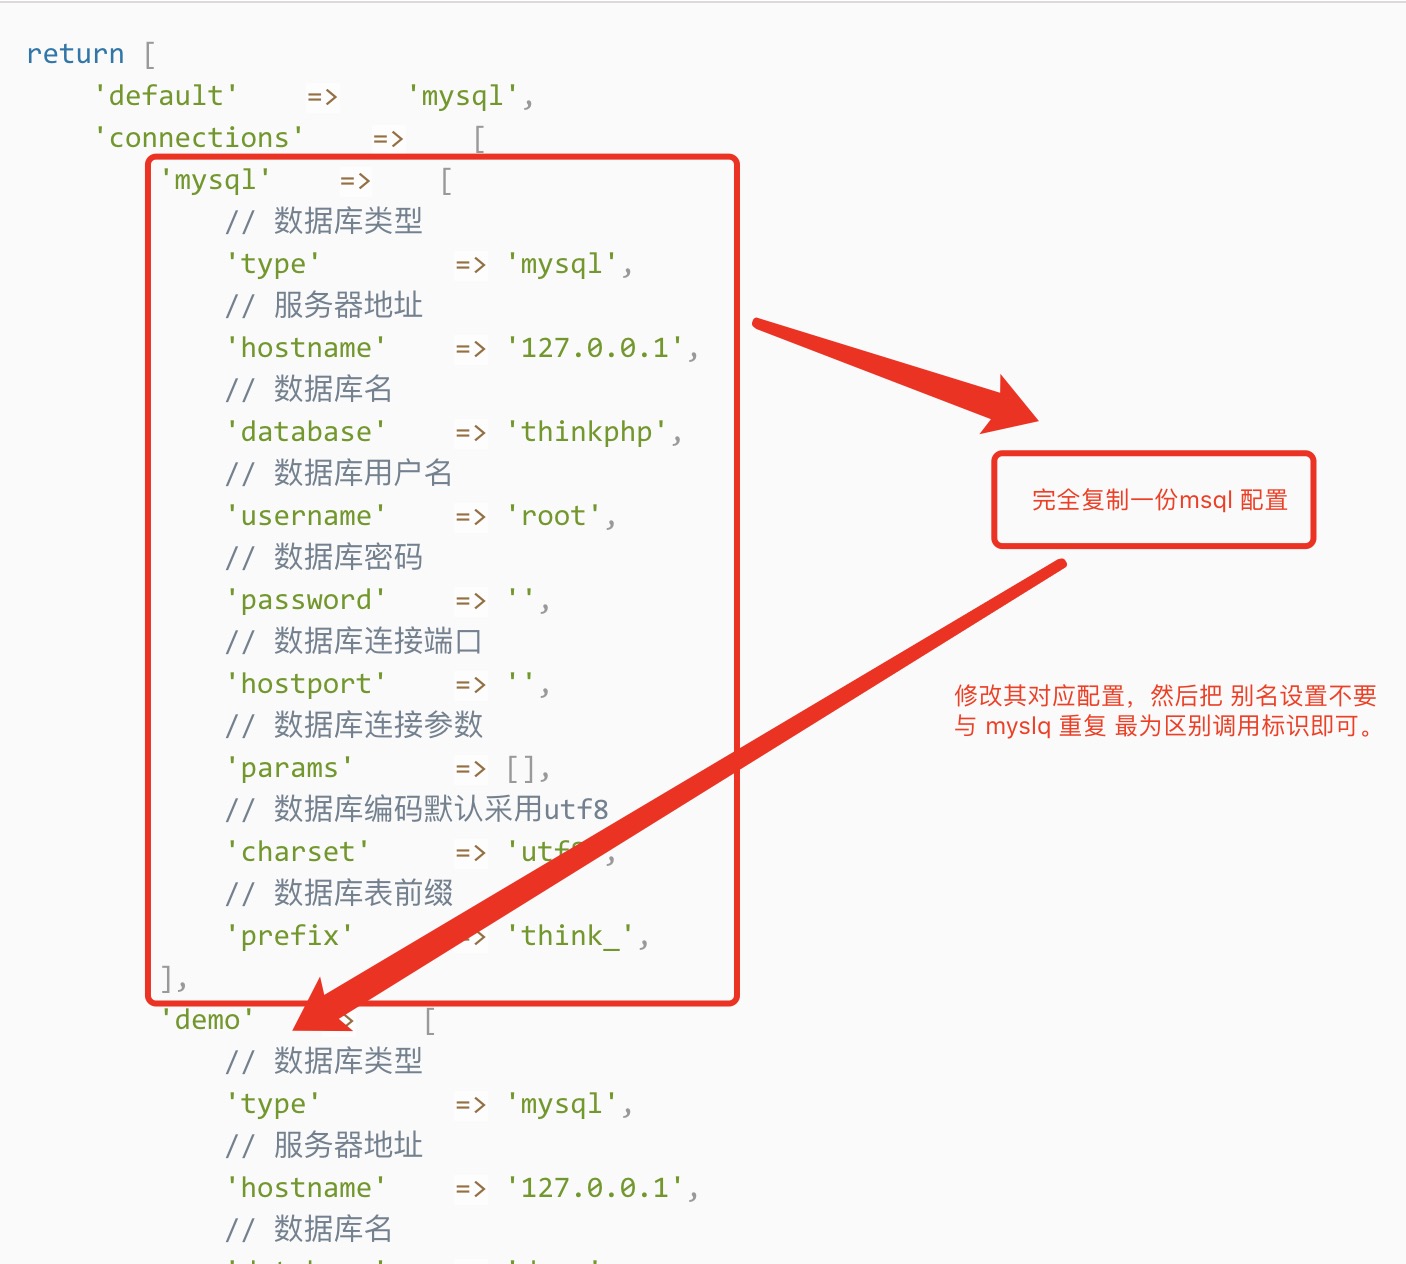 return [
'default' => 'mysql',
'connections' => [
'mysql' => [
// 数据库类型
'type' => 'mysql',
// 服务器地址
'hostname' => '127.0.0.1',
// 数据库名
'database' => 'thinkphp',
// 数据库用户名
'username' => 'root',
// 数据库密码
'password' => '',
// 数据库连接端口
'hostport' => '',
// 数据库连接参数
'params' => [],
// 数据库编码默认采用utf8
'charset' => 'utf8',
// 数据库表前缀
'prefix' => 'think_',
],
'demo' => [
// 数据库类型
'type' => 'mysql',
// 服务器地址
'hostname' => '127.0.0.1',
// 数据库名
完全复制一份msql 配置
修改其对应配置，然后把 别名设置不要
与 myslq 重复 最为区别调用标识即可。